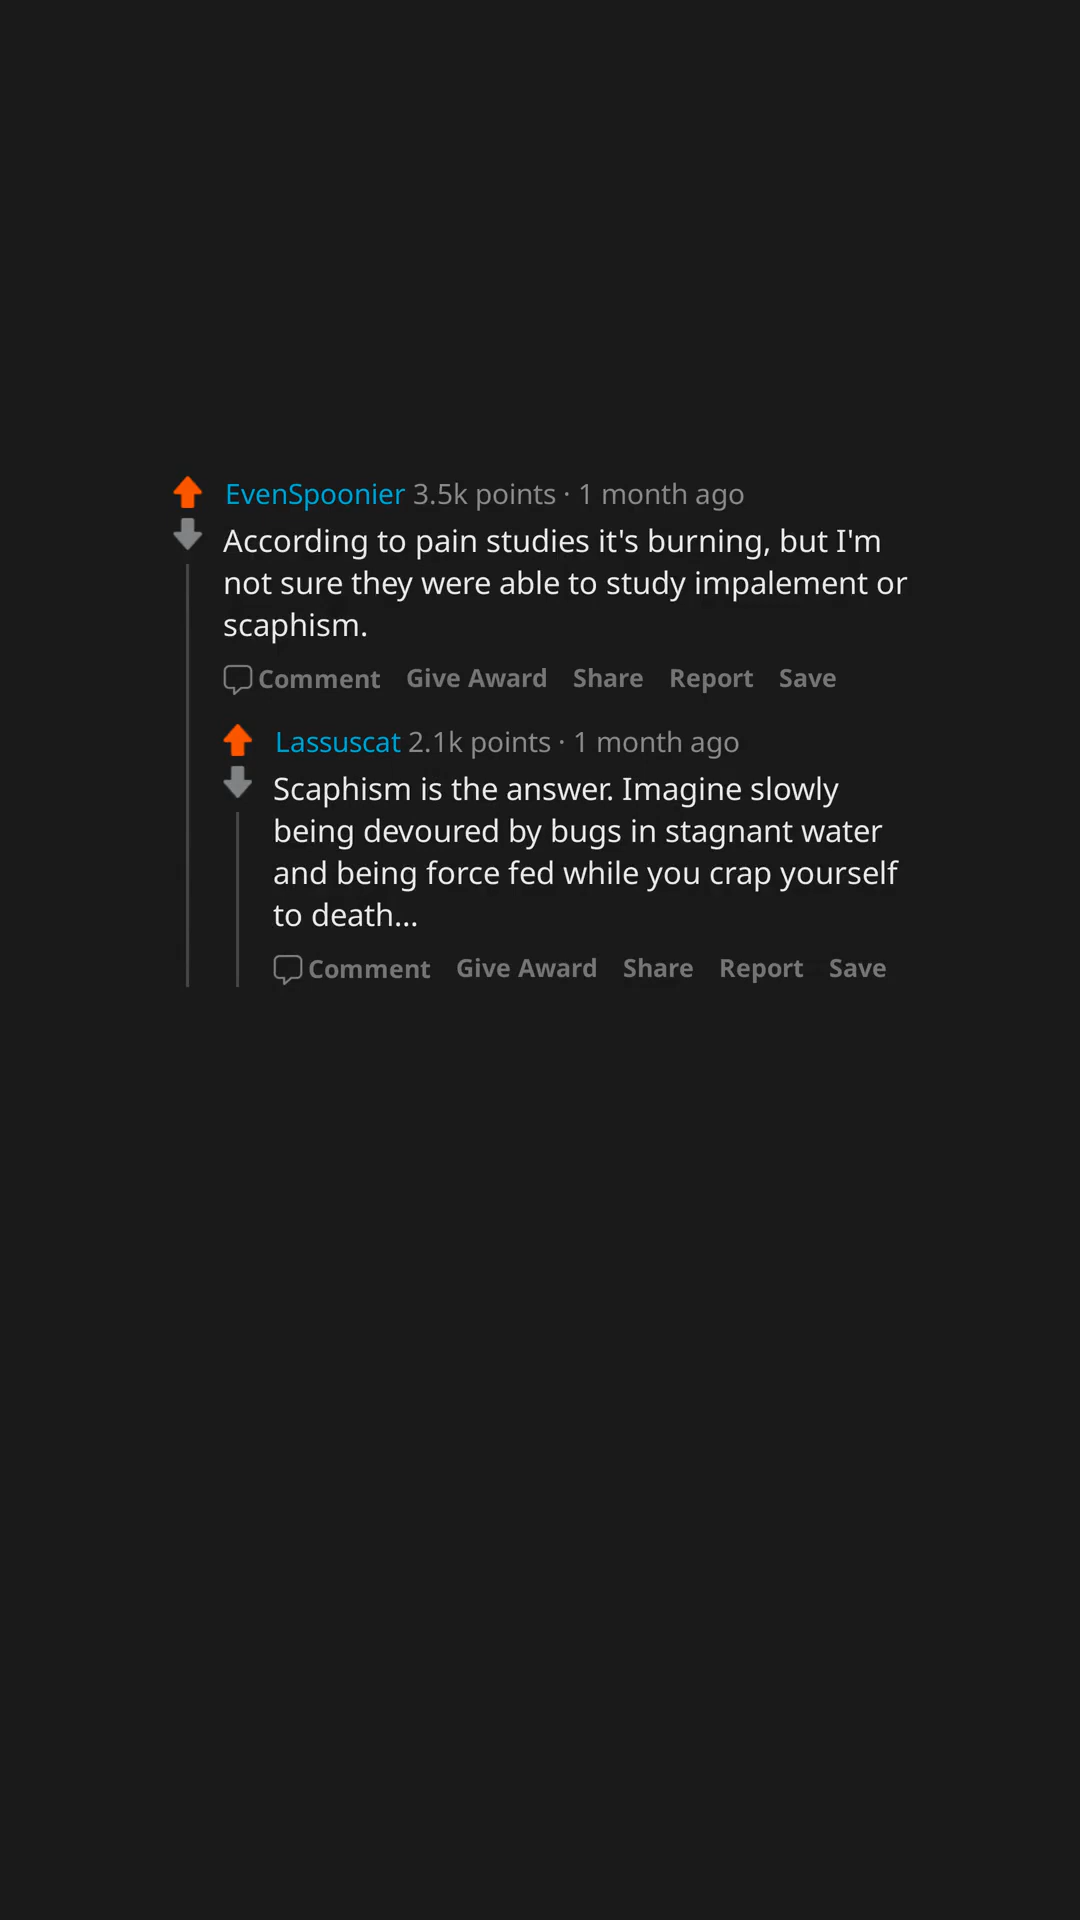 EvenSpoonier 3.5k points · 1 month ago
According to pain studies it's burning, but I'm
not sure they were able to study impalement or
scaphism.
Comment Give Award Share Report Save
Lassuscat 2.1k points · 1 month ago
Scaphism is the answer. Imagine slowly
being devoured by bugs in stagnant water
and being force fed while you crap yourself
to death...
Comment Give Award Share Report Save